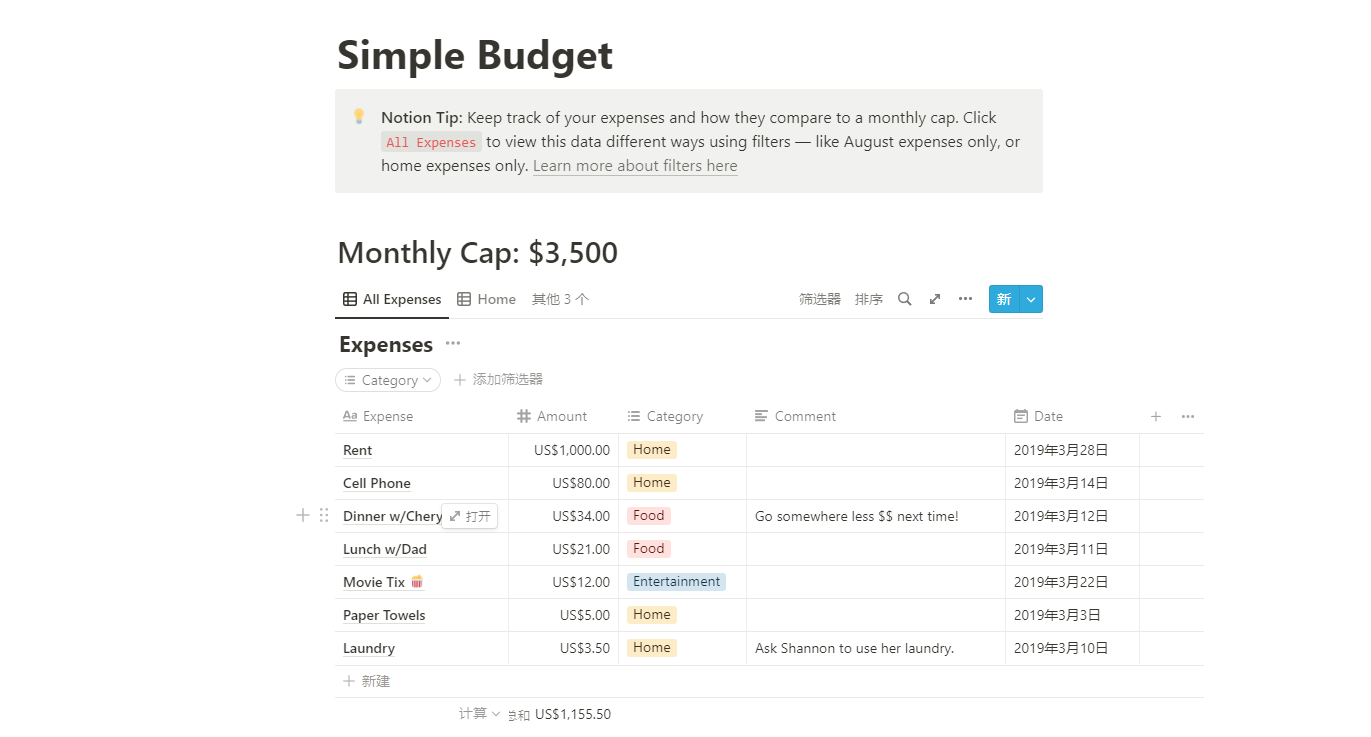 Simple Budget
Notion Tip: Keep track of your expenses and how they compare to a monthly cap. Click
All Expenses to view this data different ways using filters — like August expenses only, or
home expenses only. Learn more about filters here
Monthly Cap: $3,500
All Expenses Home 其他 3 个 筛选器 排序 新
Expenses
Category 添加筛选器
Aa Expense Amount Category Comment Date
Rent US$1,000.00 Home 2019年3月28日
Cell Phone US$80.00 Home 2019年3月14日
Dinner w/Chery 打开 US$34.00 Food Go somewhere less $$ next time! 2019年3月12日
Lunch w/Dad US$21.00 Food 2019年3月11日
Movie Tix US$12.00 Entertainment 2019年3月22日
Paper Towels US$5.00 Home 2019年3月3日
Laundry US$3.50 Home Ask Shannon to use her laundry. 2019年3月10日
新建
计算 总和 US$1,155.50